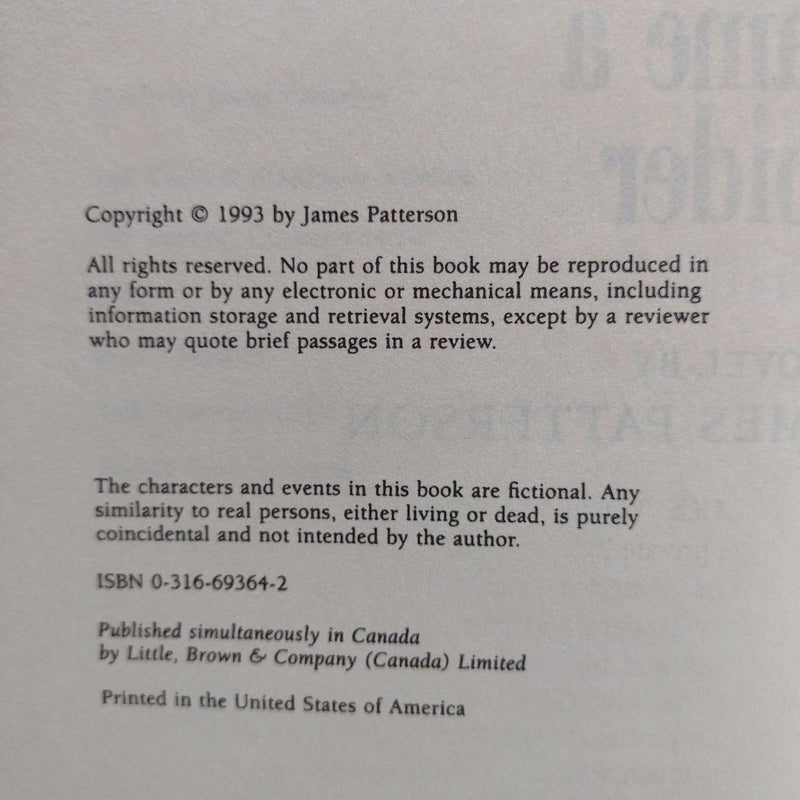 Copyright © 1993 by James Patterson
All rights reserved. No part of this book may be reproduced in
any form or by any electronic or mechanical means, including
information storage and retrieval systems, except by a reviewer
who may quote brief passages in a review.
The characters and events in this book are fictional. Any
similarity to real persons, either living or dead, is purely
coincidental and not intended by the author.
ISBN 0-316-69364-2
Published simultaneously in Canada
by Little, Brown & Company (Canada) Limited
Printed in the United States of America